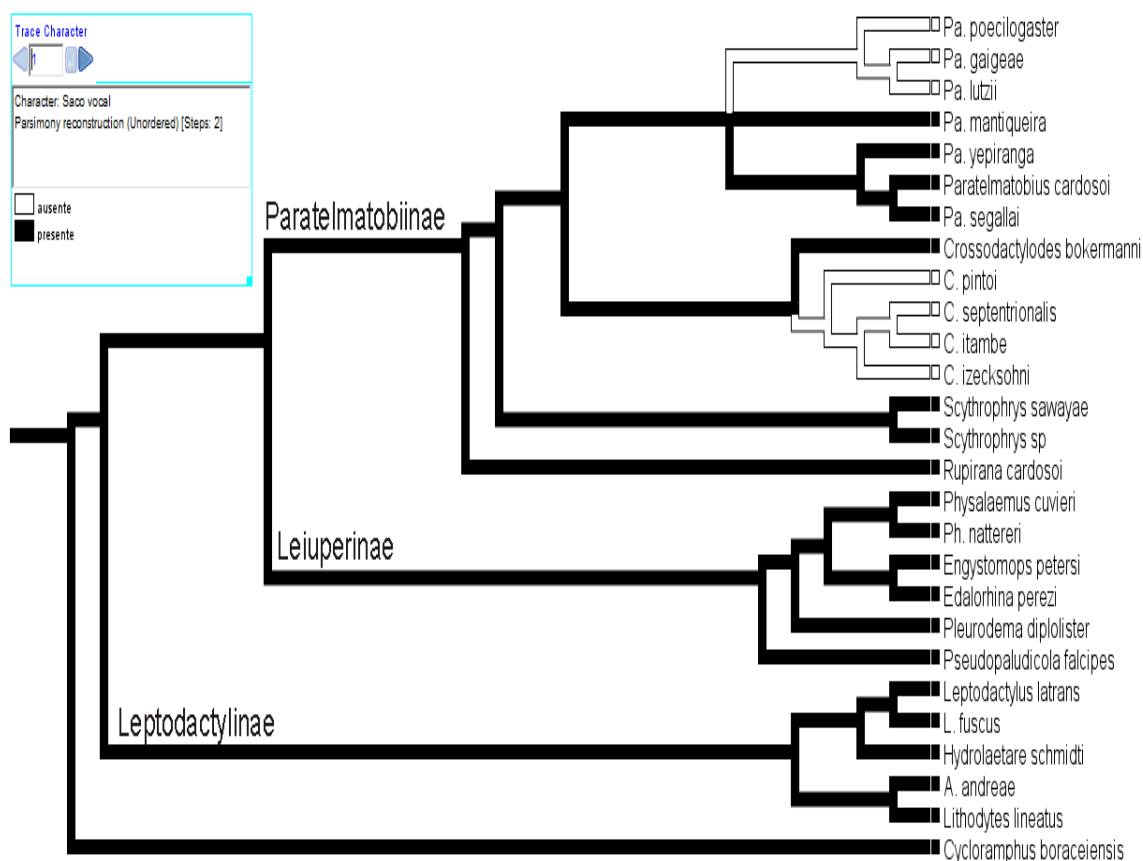 Trace Character
1
Character: Saco vocal
Parsimony reconstruction (Unordered) [Steps: 2]
ausente
presente
Paratelmatobiinae
Leiuperinae
Leptodactylinae
Pa. poecilogaster
Pa. gaigeae
Pa. lutzii
Pa. mantiqueira
Pa. yepiranga
Paratelmatobius cardosoi
Pa. segallai
Crossodactylodes bokermanni
C. pintoi
C. septentrionalis
C. itambe
C. izecksohni
Scythrophrys sawayae
Scythrophrys sp
Rupirana cardosoi
Physalaemus cuvieri
Ph. nattereri
Engystomops petersi
Edalorhina perezi
Pleurodema diplolister
Pseudopaludicola falcipes
Leptodactylus latrans
L. fuscus
Hydrolaetare schmidti
A. andreae
Lithodytes lineatus
Cycloramphus boraceiensis